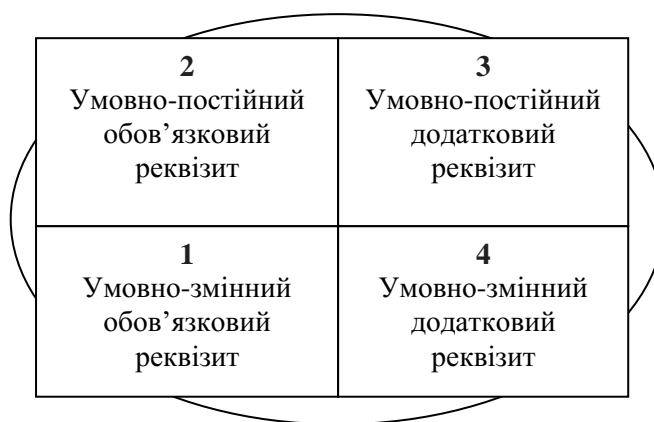 2
Умовно-постійний
обов’язковий
реквізит
3
Умовно-постійний
додатковий
реквізит
1
Умовно-змінний
обов’язковий
реквізит
4
Умовно-змінний
додатковий
реквізит